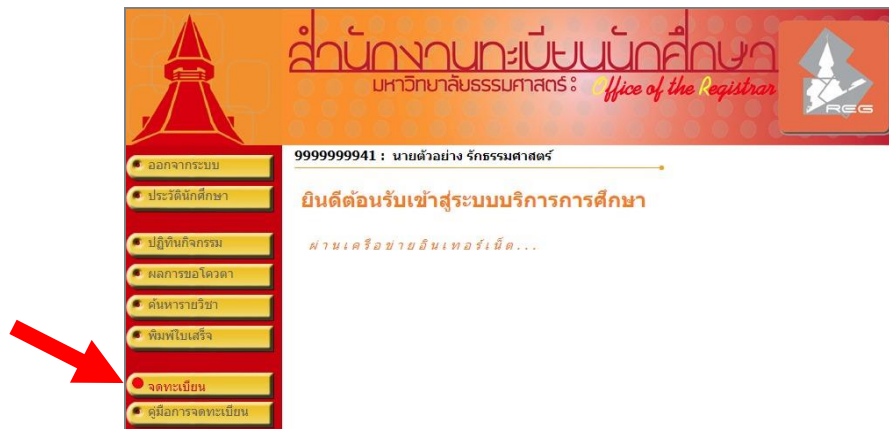 สำนักงานทะเบียนนักศึกษา
มหาวิทยาลัยธรรมศาสตร์ : Office of the Registrar
REG
9999999941 : นายตัวอย่าง รักธรรมศาสตร์
ยินดีต้อนรับเข้าสู่ระบบบริการการศึกษา
ผ่านเครือข่ายอินเทอร์เน็ต...
ออกจากระบบ
ประวัตินักศึกษา
ปฏิทินกิจกรรม
ผลการขอโควตา
ค้นหารายวิชา
พิมพ์ใบเสร็จ
จดทะเบียน
คู่มือการจดทะเบียน